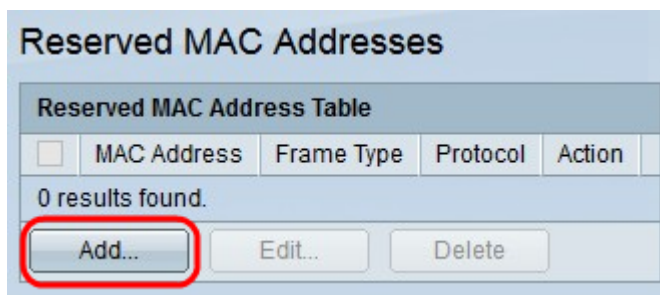 Reserved MAC Addresses
Reserved MAC Address Table
MAC Address Frame Type Protocol Action
0 results found.
Add... Edit... Delete